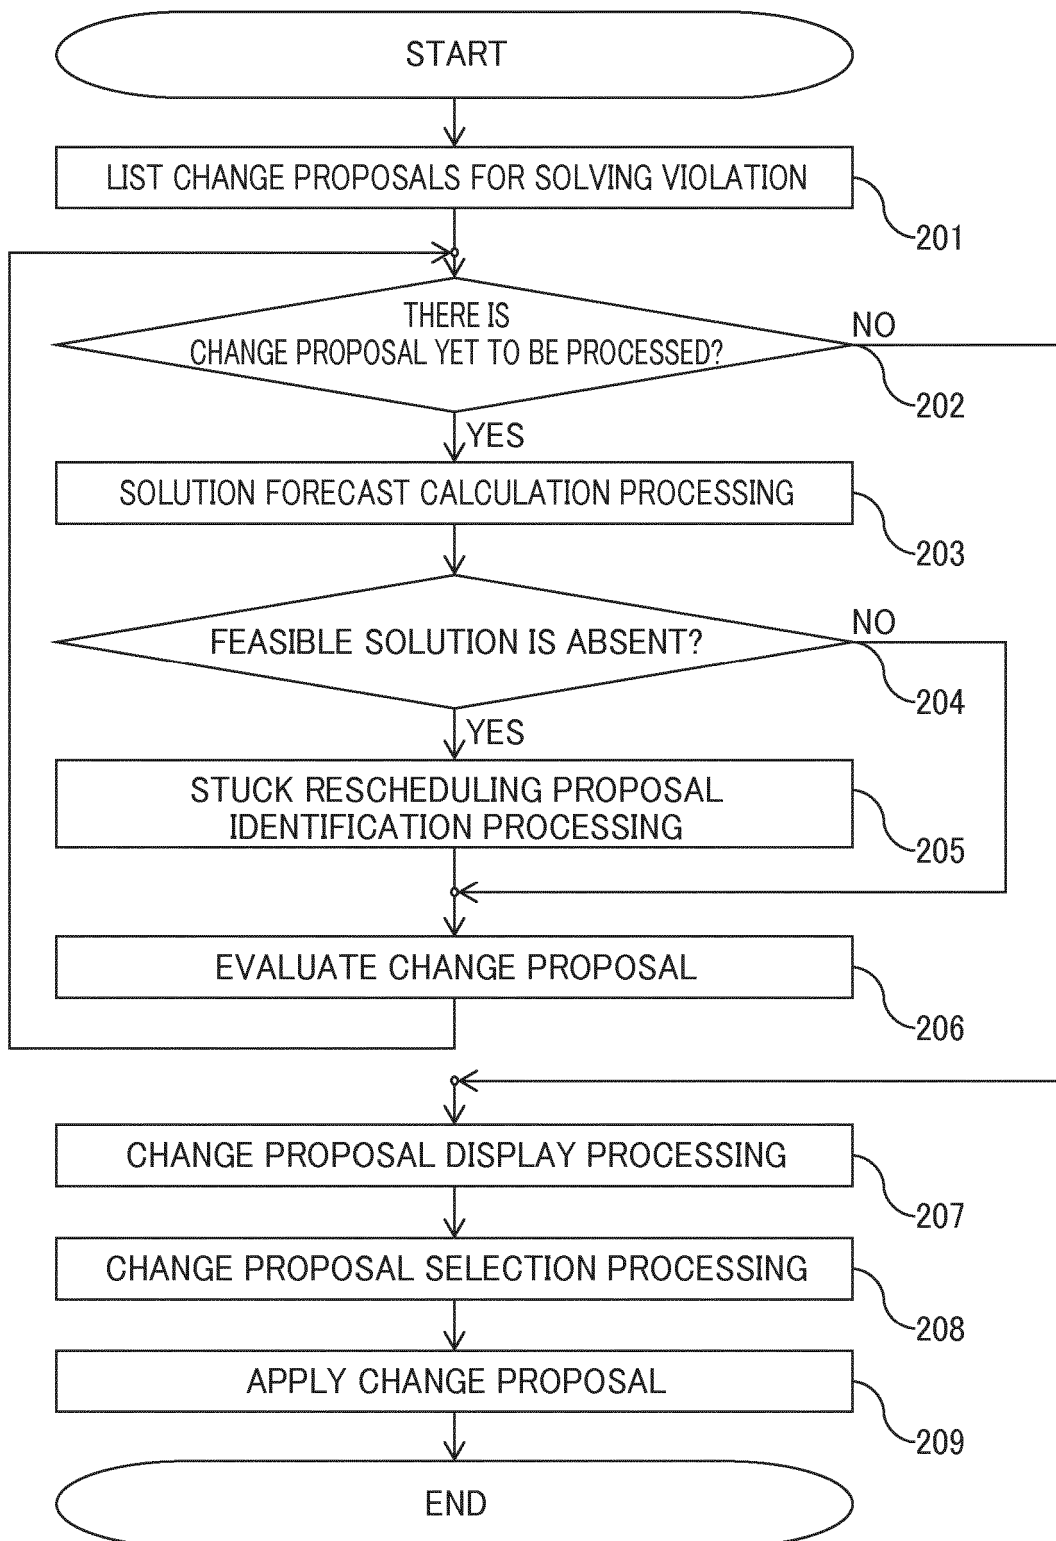 START
LIST CHANGE PROPOSALS FOR SOLVING VIOLATION
201
THERE IS
CHANGE PROPOSAL YET TO BE PROCESSED?
NO
202
YES
SOLUTION FORECAST CALCULATION PROCESSING
203
FEASIBLE SOLUTION IS ABSENT?
NO
204
YES
STUCK RESCHEDULING PROPOSAL
IDENTIFICATION PROCESSING
205
EVALUATE CHANGE PROPOSAL
206
CHANGE PROPOSAL DISPLAY PROCESSING
207
CHANGE PROPOSAL SELECTION PROCESSING
208
APPLY CHANGE PROPOSAL
209
END